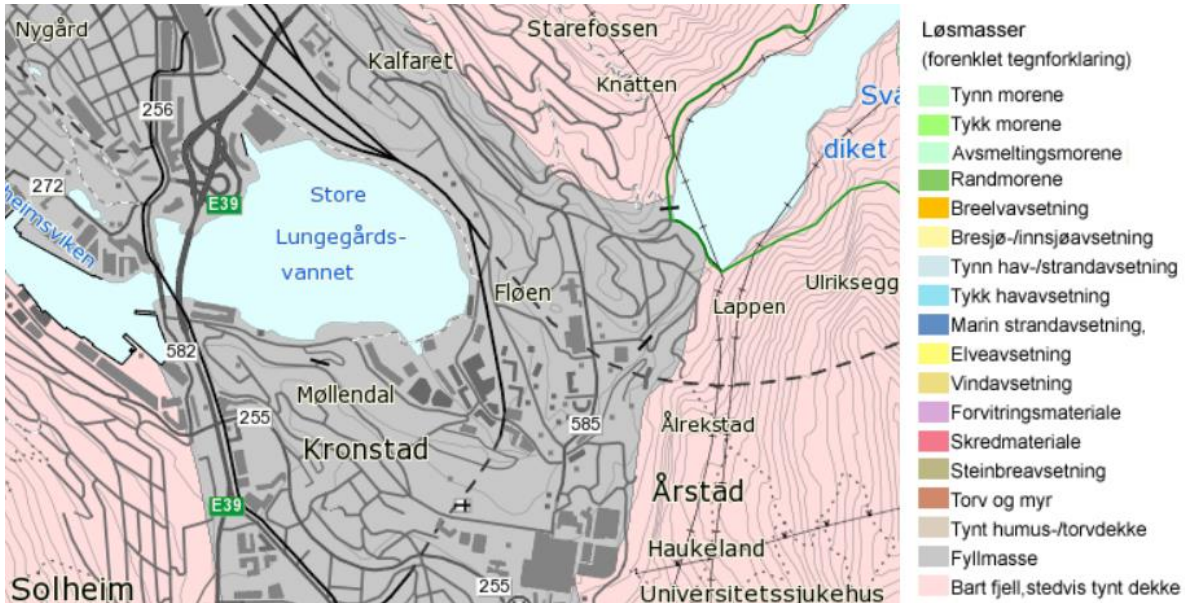 Nygård
Starefossen
Kalfaret
Knatten
256
Svå
diket
272
E39
Store
Lungegårds-
vannet
heimsviken
Fløen
Ulriksegg
Lappen
582
Møllendal
255
585
Ålrekstad
Kronstad
Årstad
E39
Haukeland
Solheim
255
Universitetssjukehus
Løsmasser
(forenklet tegnforklaring)
Tynn morene
Tykk morene
Avsmeltingsmorene
Randmorene
Breelvavsetning
Bresjø-/innsjøavsetning
Tynn hav-/strandavsetning
Tykk havavsetning
Marin strandavsetning,
Elveavsetning
Vindavsetning
Forvitringsmateriale
Skredmateriale
Steinbreavsetning
Torv og myr
Tynt humus-/torvdekke
Fyllmasse
Bart fjell,stedvis tynt dekke